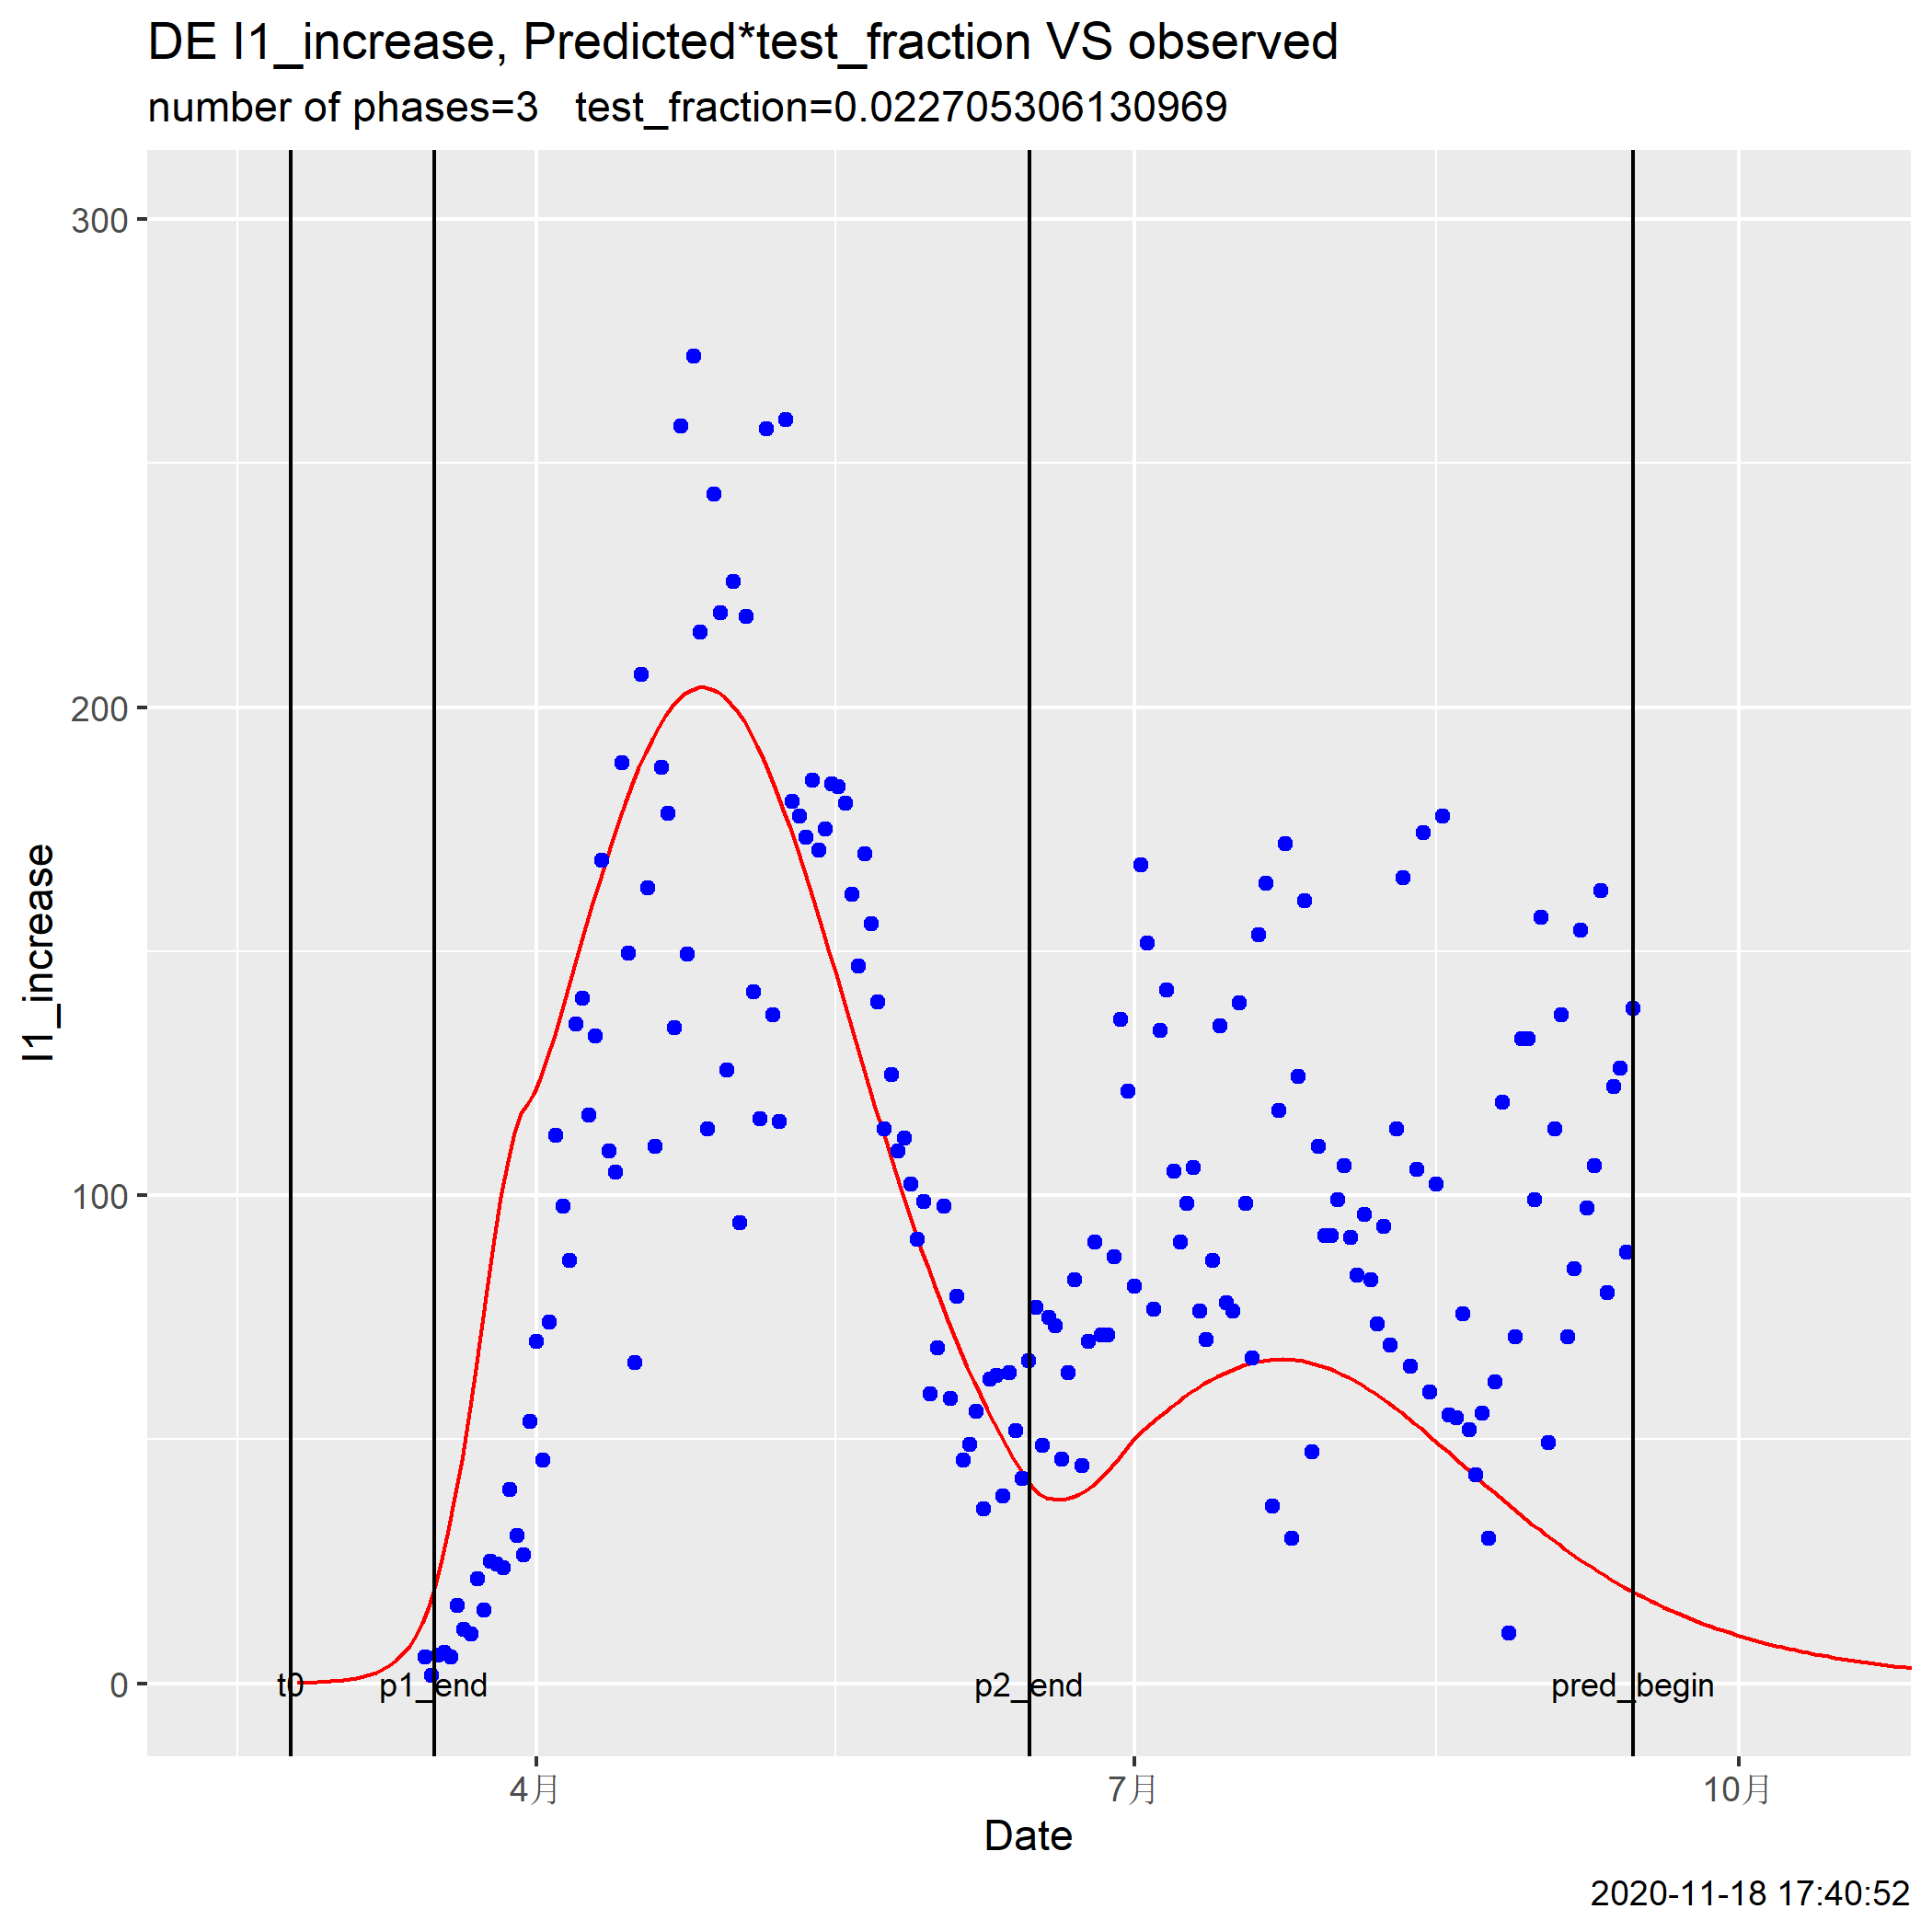 DE I1_increase, Predicted*test_fraction VS observed
number of phases=3   test_fraction=0.022705306130969
300
200
100
0
I1_increase
t0
p1_end
p2_end
pred_begin
4月
7月
10月
Date
2020-11-18 17:40:52